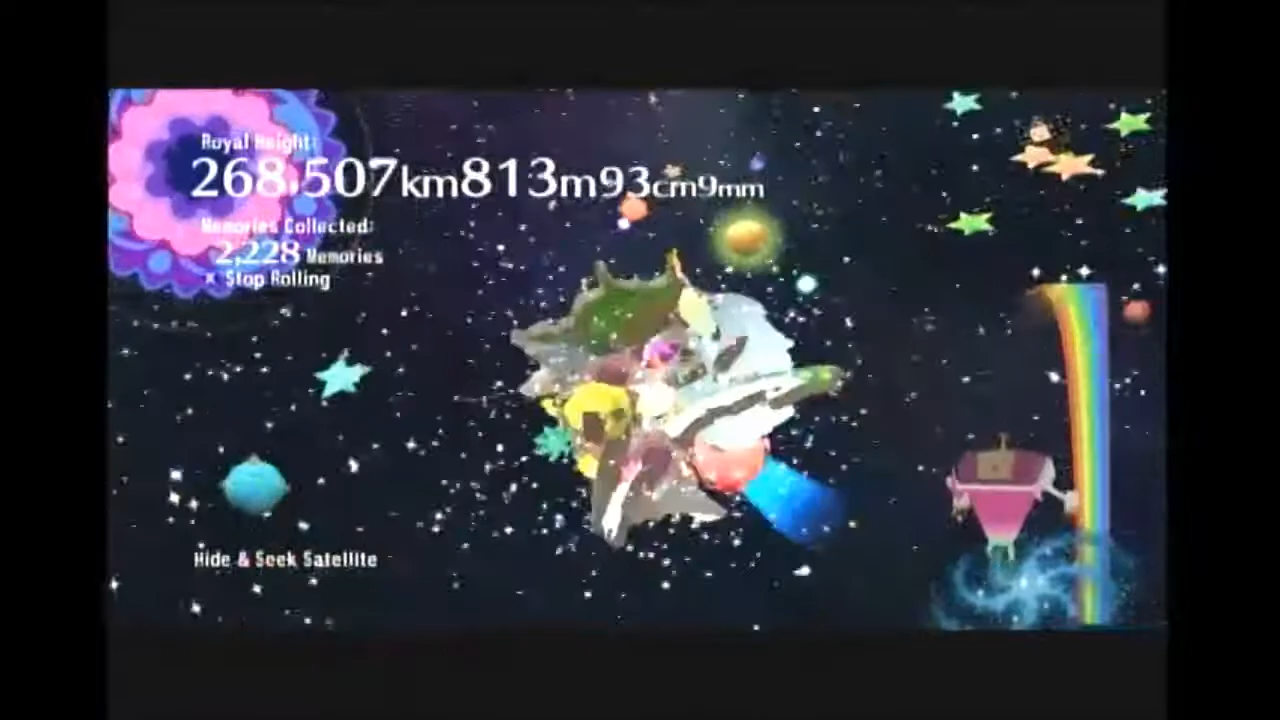 Royal Height:
268,507km813m93cm9mm
Memories Collected:
2,228 Memories
× Stop Rolling
Hide & Seek Satellite